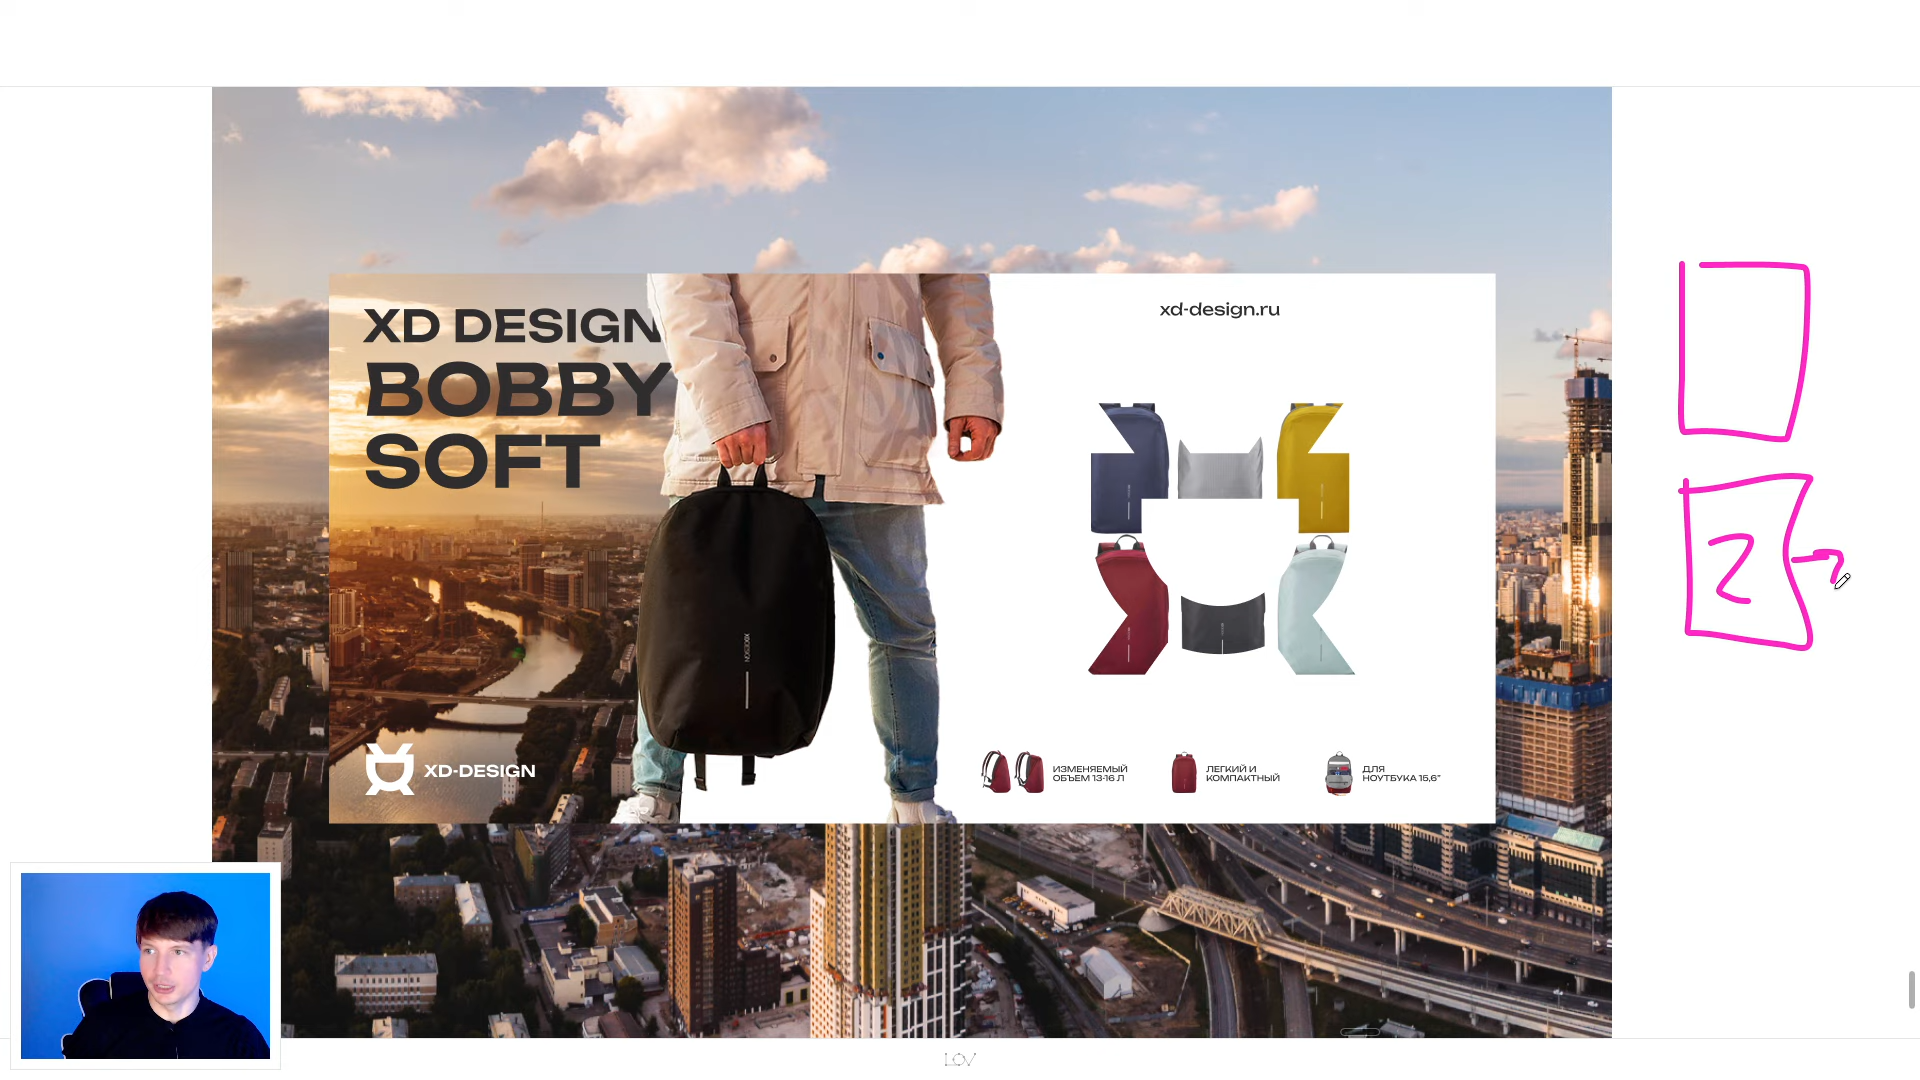 XD DESIGN
BOBBY
SOFT
XD-DESIGN
xd-design.ru
ИЗМЕНЯЕМЫЙ
ОБЪЕМ 13-16 Л
ЛЕГКИЙ И
КОМПАКТНЫЙ
ДЛЯ
НОУТБУКА 15,6"
2
LOV